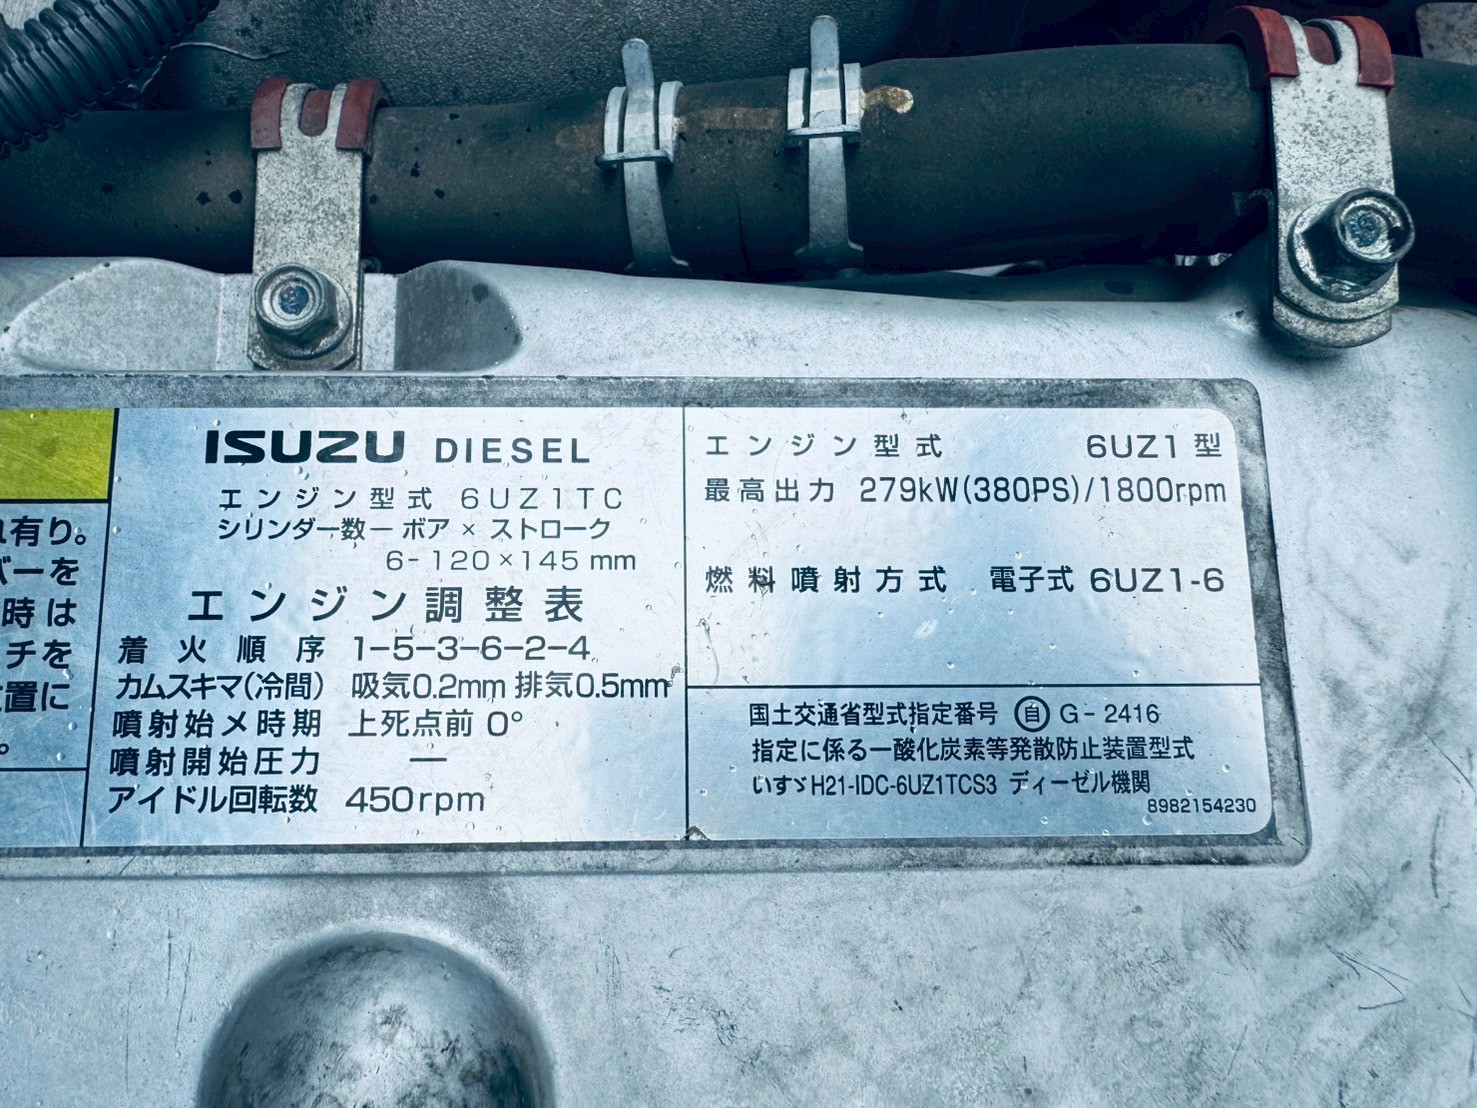 れ有り。
バーを
時は
チを
置に
。
ISUZU DIESEL
エンジン型式 6UZ1TC
シリンダー数ー ボア × ストローク
6-120×145 mm
エンジン調整表
着火順序 1-5-3-6-2-4
カムスキマ(冷間) 吸気0.2mm 排気0.5mm
噴射始メ時期 上死点前 0°
噴射開始圧力 ―
アイドル回転数 450rpm
エンジン型式 6UZ1型
最高出力 279kW(380PS)/1800rpm
燃料噴射方式 電子式 6UZ1-6
国土交通省型式指定番号 自 G-2416
指定に係る一酸化炭素等発散防止装置型式
いすゞH21-IDC-6UZ1TCS3 ディーゼル機関
8982154230